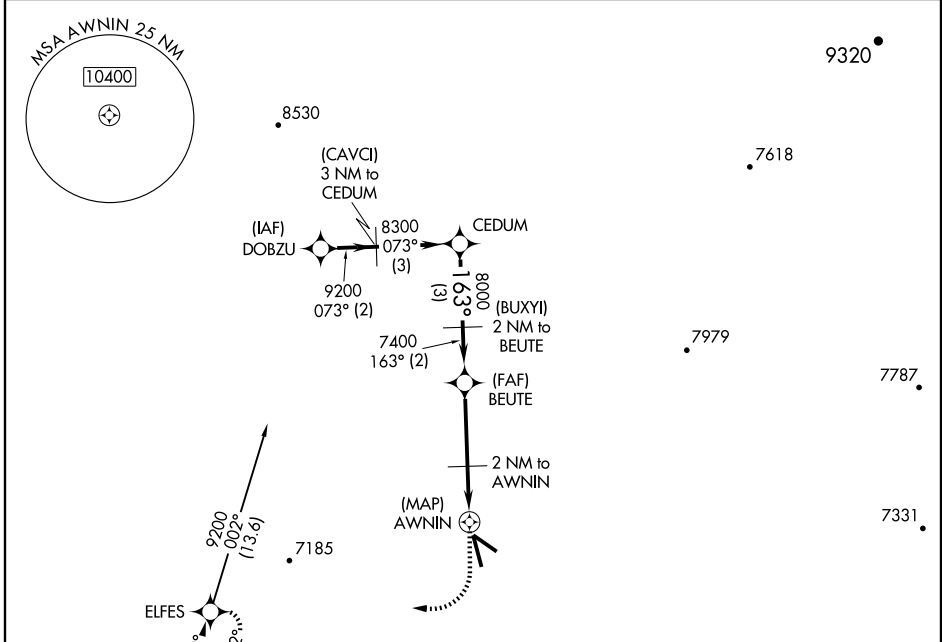 MSA AWNIN 25 NM
10400
9320
8530
7618
(CAVCI)
3 NM to
CEDUM
(IAF)
DOBZU
8300
073°
(3)
CEDUM
9200
073° (2)
8000
163°
(3)
(BUXYI)
2 NM to
BEUTE
7400
163° (2)
7979
7787
(FAF)
BEUTE
2 NM to
AWNIN
(MAP)
AWNIN
7331
9200
002°
(13.6)
7185
ELFES